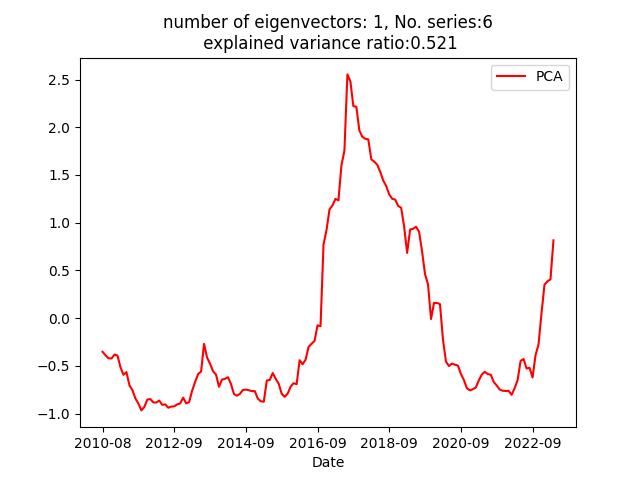 number of eigenvectors: 1, No. series:6
explained variance ratio:0.521
PCA
2.5
2.0
1.5
1.0
0.5
0.0
−0.5
−1.0
2010-08 2012-09 2014-09 2016-09 2018-09 2020-09 2022-09
Date